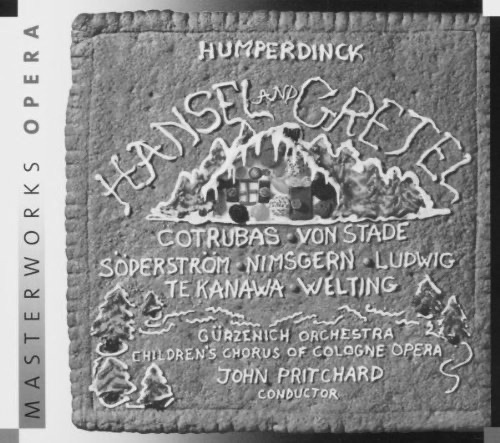 MASTERWORKS OPERA
HUMPERDINCK
HANSEL AND GRETEL
COTRUBAS · VON STADE
SÖDERSTRÖM · NIMSGERN · LUDWIG
TE KANAWA · WELTING
GÜRZENICH ORCHESTRA
CHILDREN'S CHORUS OF COLOGNE OPERA
JOHN PRITCHARD
CONDUCTOR